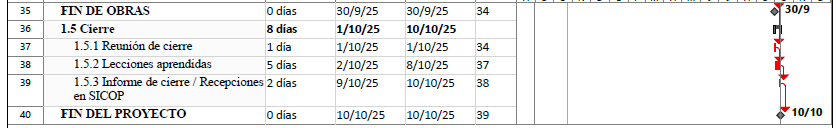 35 FIN DE OBRAS 0 días 30/9/25 30/9/25 34 30/9
36 1.5 Cierre 8 días 1/10/25 10/10/25
37 1.5.1 Reunión de cierre 1 día 1/10/25 1/10/25 34
38 1.5.2 Lecciones aprendidas 5 días 2/10/25 8/10/25 37
39 1.5.3 Informe de cierre / Recepciones 2 días 9/10/25 10/10/25 38
en SICOP
40 FIN DEL PROYECTO 0 días 10/10/25 10/10/25 39 10/10